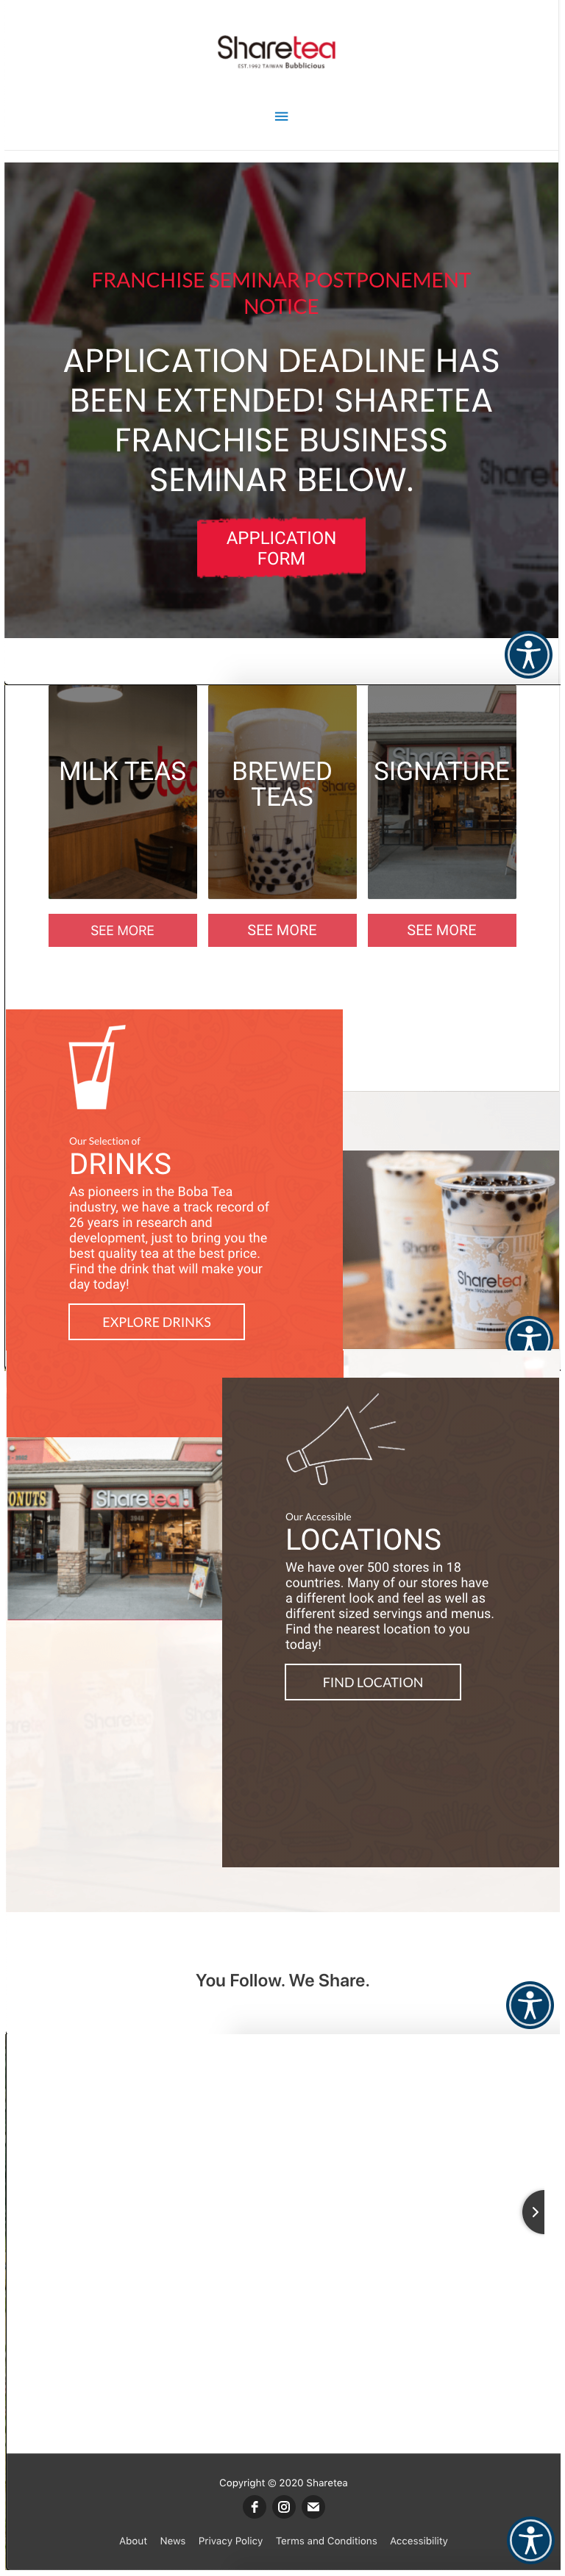 Sharetea
EST.1992 TAIWAN Bubblicious
FRANCHISE SEMINAR POSTPONEMENT
NOTICE
APPLICATION DEADLINE HAS
BEEN EXTENDED! SHARETEA
FRANCHISE BUSINESS
SEMINAR BELOW.
APPLICATION
FORM
MILK TEAS
BREWED
TEAS
SIGNATURE
SEE MORE
SEE MORE
SEE MORE
Our Selection of
DRINKS
As pioneers in the Boba Tea
industry, we have a track record of
26 years in research and
development, just to bring you the
best quality tea at the best price.
Find the drink that will make your
day today!
EXPLORE DRINKS
Share
Sharetea
ONUTS
Sharetea
Our Accessible
LOCATIONS
We have over 500 stores in 18
countries. Many of our stores have
a different look and feel as well as
different sized servings and menus.
Find the nearest location to you
today!
FIND LOCATION
You Follow. We Share.
Copyright © 2020 Sharetea
About News Privacy Policy Terms and Conditions Accessibility